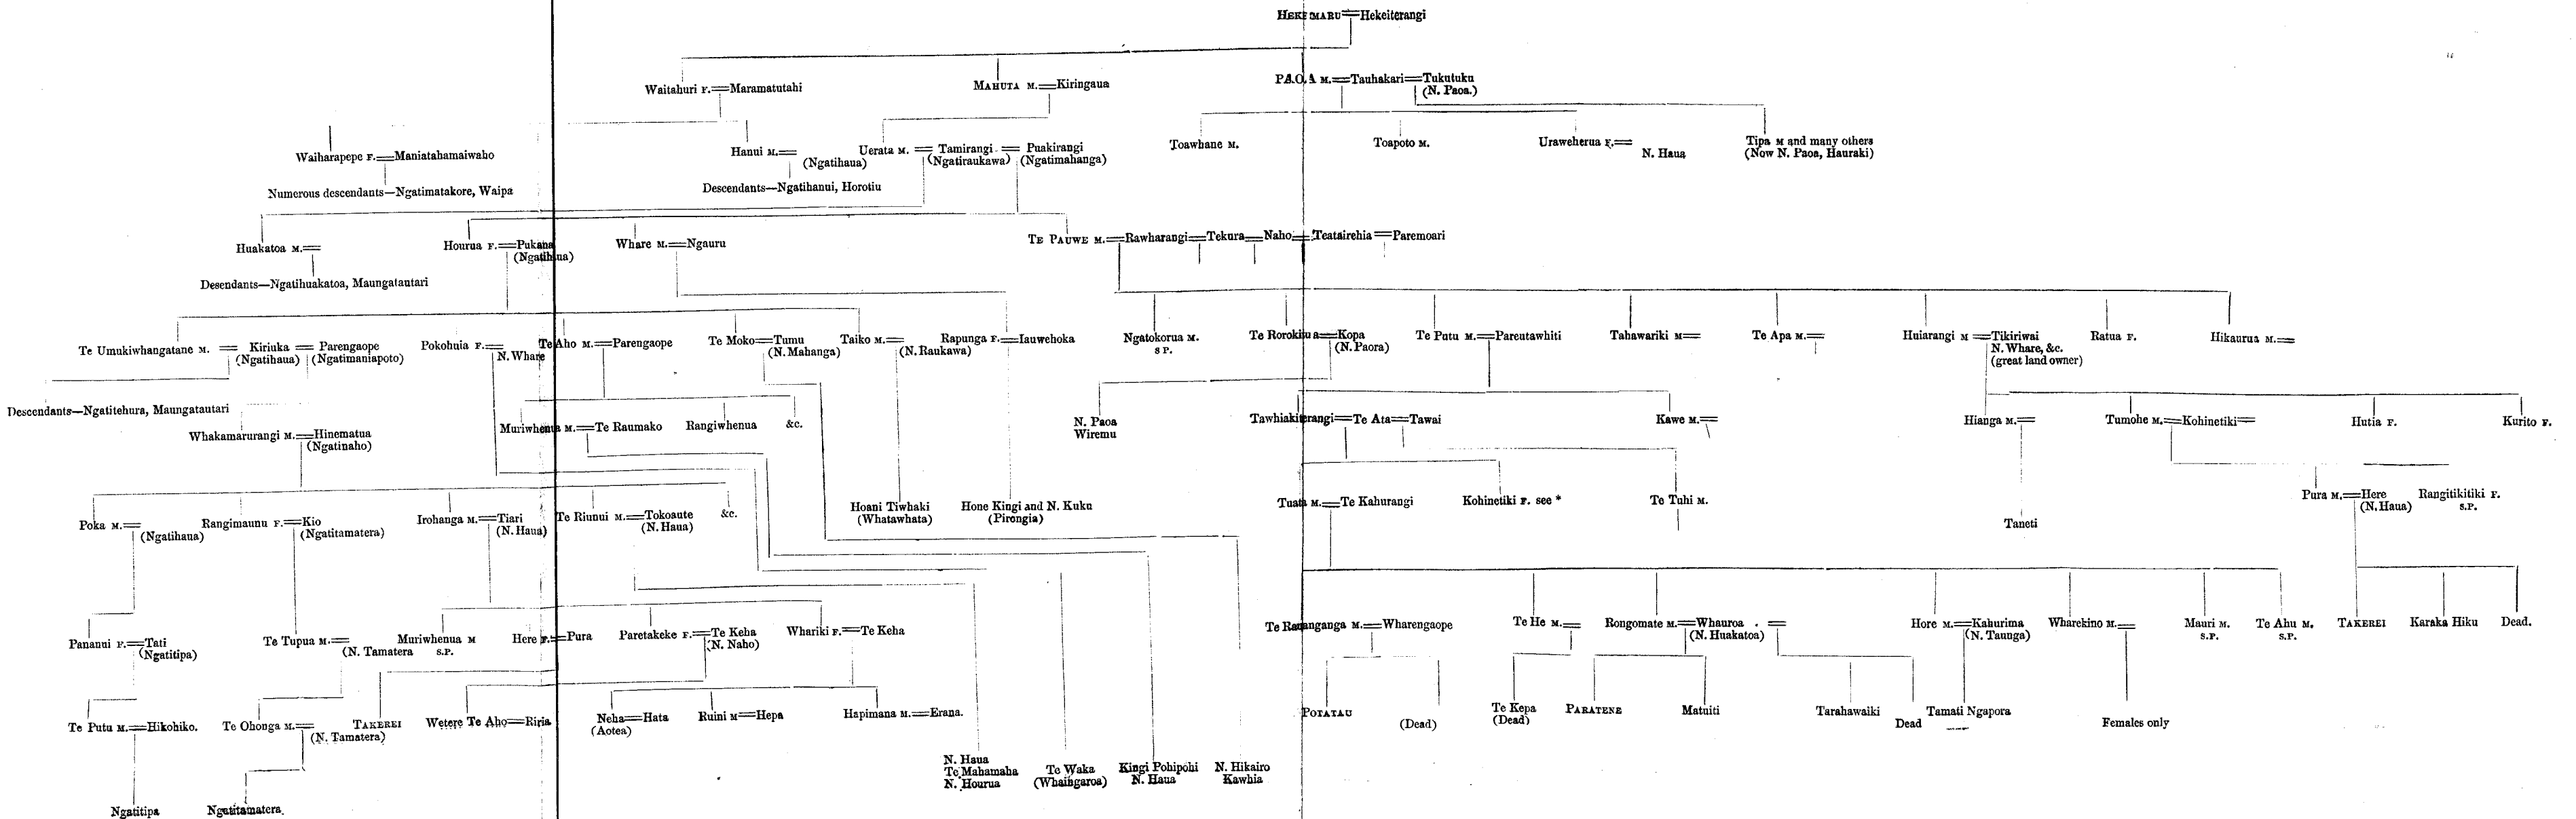 HEKEMARU=Hekeiterangi
Waitahuri F.=Maramatutahi
MAHUTA M.=Kiringaua
PAOA M.=Tauhakari=Tukutuku
(N. Paoa.)
Waiharapepe F.=Maniatahamaiwaho
Hanui M.=
(Ngatihaua)
Uerata M. = Tamirangi = Puakirangi
(Ngatiraukawa) (Ngatimahanga)
Toawhane M.
Toapoto M.
Uraweherua F.=
N. Haua
Tipa M and many others
(Now N. Paoa, Hauraki)
Numerous descendants—Ngatimatakore, Waipa
Descendants—Ngatihanui, Horotiu
Huakatoa M.=
Hourua F.=Pukana
(Ngatihaua)
Whare M.=Ngauru
TE PAUWE M.=Rawharangi=Tekura=Naho=Teatairehia=Paremoari
Desendants—Ngatihuakatoa, Maungatautari
Te Umukiwhangatane M. = Kiriuka = Parengaope
(Ngatihaua) (Ngatimaniapoto)
Pokohuia F.=
N. Whare
Te Aho M.=Parengaope
Te Moko=Tumu
(N. Mahanga)
Taiko M.=
(N. Raukawa)
Rapunga F.=Iauwehoka
Ngatokorua M.
S P.
Te Rorokitua=Kopa
(N. Paora)
Te Putu M.=Pareutawhiti
Tahawariki M=
Te Apa M.=
Huiarangi M=Tikiriwai
N. Whare, &c.
(great land owner)
Ratua F.
Hikaurua M.=
Descendants—Ngatitehura, Maungatautari
Whakamarurangi M.=Hinematua
(Ngatinaho)
Muriwhenua M.=Te Raumako
Rangiwhenua
&c.
N. Paoa
Wiremu
Tawhiakiterangi=Te Ata=Tawai
Kawe M.=
Hianga M.=
Tumohe M.=Kohinetiki=
Hutia F.
Kurito F.
Poka M.=
(Ngatihaua)
Rangimaunu F.=Kio
(Ngatitamatera)
Irohanga M.=Tiari
(N. Haua)
Te Riunui M.=Tokoaute
(N. Haua)
&c.
Hoani Tiwhaki
(Whatawhata)
Hone Kingi and N. Kuku
(Pirongia)
Tuata M.=Te Kahurangi
Kohinetiki F. see *
Te Tuhi M.
Taneti
Pura M.=Here
(N. Haua)
Rangitikitiki F.
S.P.
Pananui F.=Tati
(Ngatitipa)
Te Tupua M.=
(N. Tamatera
Muriwhenua M
S.P.
Here F.=Pura
Paretakeke F.=Te Keha
(N. Naho)
Whariki F.=Te Keha
Te Rauanganga M.=Wharengaope
Te He M.=
Rongomate M.=Whauroa . =
(N. Huakatoa)
Hore M.=Kahurima
(N. Taunga)
Wharekino M.=
Mauri M.
S.P.
Te Ahu M.
S.P.
TAKEREI
Karaka Hiku
Dead.
Te Putu M.=Hikohiko.
Te Ohonga M.=
(N. Tamatera)
TAKEREI
Wetere Te Aho=Riria
Neha=Hata
(Aotea)
Ruini M=Hepa
Hapimana M.=Erana.
POTATAU
(Dead)
Te Kepa
(Dead)
PARATENE
Matuiti
Tarahawaiki
Dead
Tamati Ngapora
Females only
N. Haua
Te Mahamaha
N. Hourua
Te Waka
(Whaingaroa)
Kingi Pohipohi
N. Haua
N. Hikairo
Kawhia
Ngatitipa
Ngatitamatera.